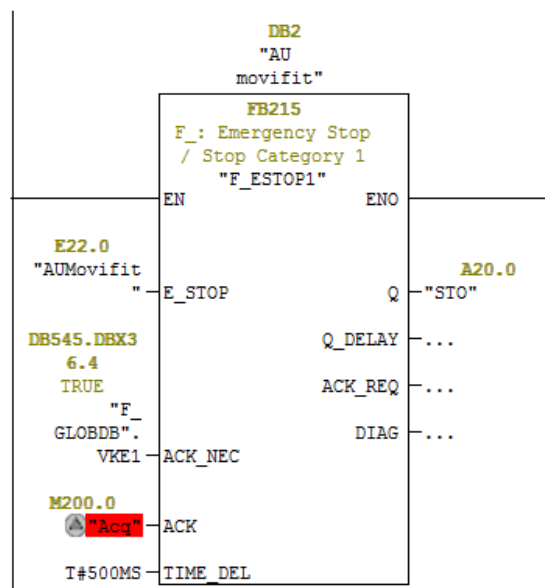 DB2
"AU
movifit"
FB215
F_: Emergency Stop
/ Stop Category 1
"F_ESTOP1"
EN ENO
E22.0
"AUMovifit
" E_STOP
A20.0
Q "STO"
DB545.DBX3
6.4
TRUE
"F_
GLOBDB".
VKE1 ACK_NEC
Q_DELAY ...
ACK_REQ ...
DIAG ...
M200.0
"Acq" ACK
T#500MS TIME_DEL